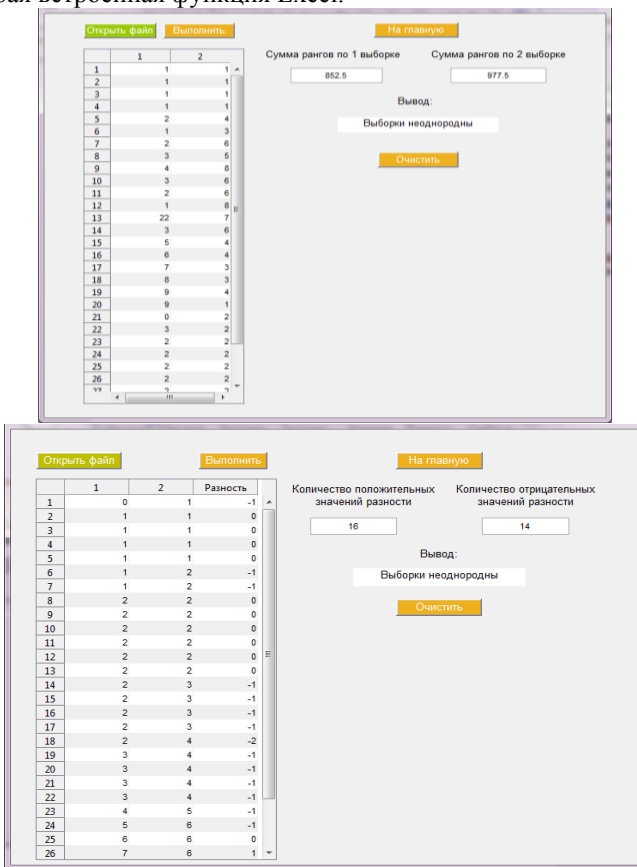 ая встроенная функция Excel.
Открыть файл Выполнить На главную
1 2 Сумма рангов по 1 выборке Сумма рангов по 2 выборке
1 1 1
852.5 977.5
2 1 1
3 1 1
4 1 1
Вывод:
5 2 4
6 1 3
Выборки неоднородны
7 2 6
8 3 5
9 4 8
Очистить
10 3 6
11 2 6
12 1 8
13 22 7
14 3 6
15 5 4
16 6 4
17 7 3
18 8 3
19 9 4
20 9 1
21 0 2
22 3 2
23 2 2
24 2 2
25 2 2
26 2 2
27 2 2
Открыть файл Выполнить На главную
1 2 Разность
Количество положительных значений разности
Количество отрицательных значений разности
16 14
Вывод:
Выборки неоднородны
Очистить
1 0 1 -1
2 1 1 0
3 1 1 0
4 1 1 0
5 1 1 0
6 1 2 -1
7 1 2 -1
8 2 2 0
9 2 2 0
10 2 2 0
11 2 2 0
12 2 2 0
13 2 2 0
14 2 3 -1
15 2 3 -1
16 2 3 -1
17 2 3 -1
18 2 4 -2
19 3 4 -1
20 3 4 -1
21 3 4 -1
22 3 4 -1
23 4 5 -1
24 5 6 -1
25 6 6 0
26 7 6 1